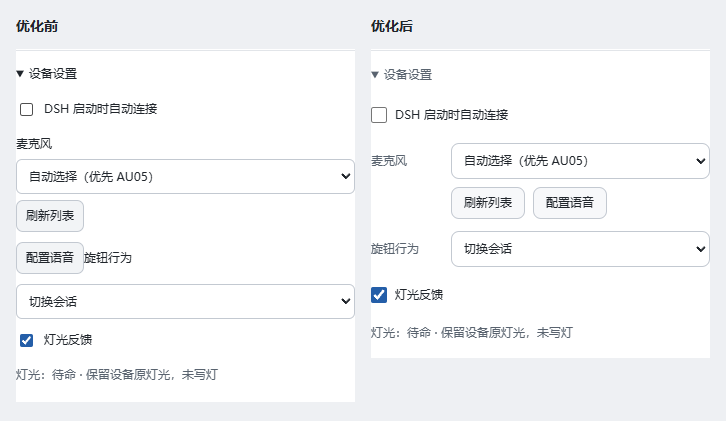 优化前
▼ 设备设置
DSH 启动时自动连接
麦克风
自动选择（优先 AU05）
刷新列表
配置语音 旋钮行为
切换会话
灯光反馈
灯光：待命 · 保留设备原灯光，未写灯
优化后
▼ 设备设置
DSH 启动时自动连接
麦克风 自动选择（优先 AU05）
刷新列表 配置语音
旋钮行为 切换会话
灯光反馈
灯光：待命 · 保留设备原灯光，未写灯